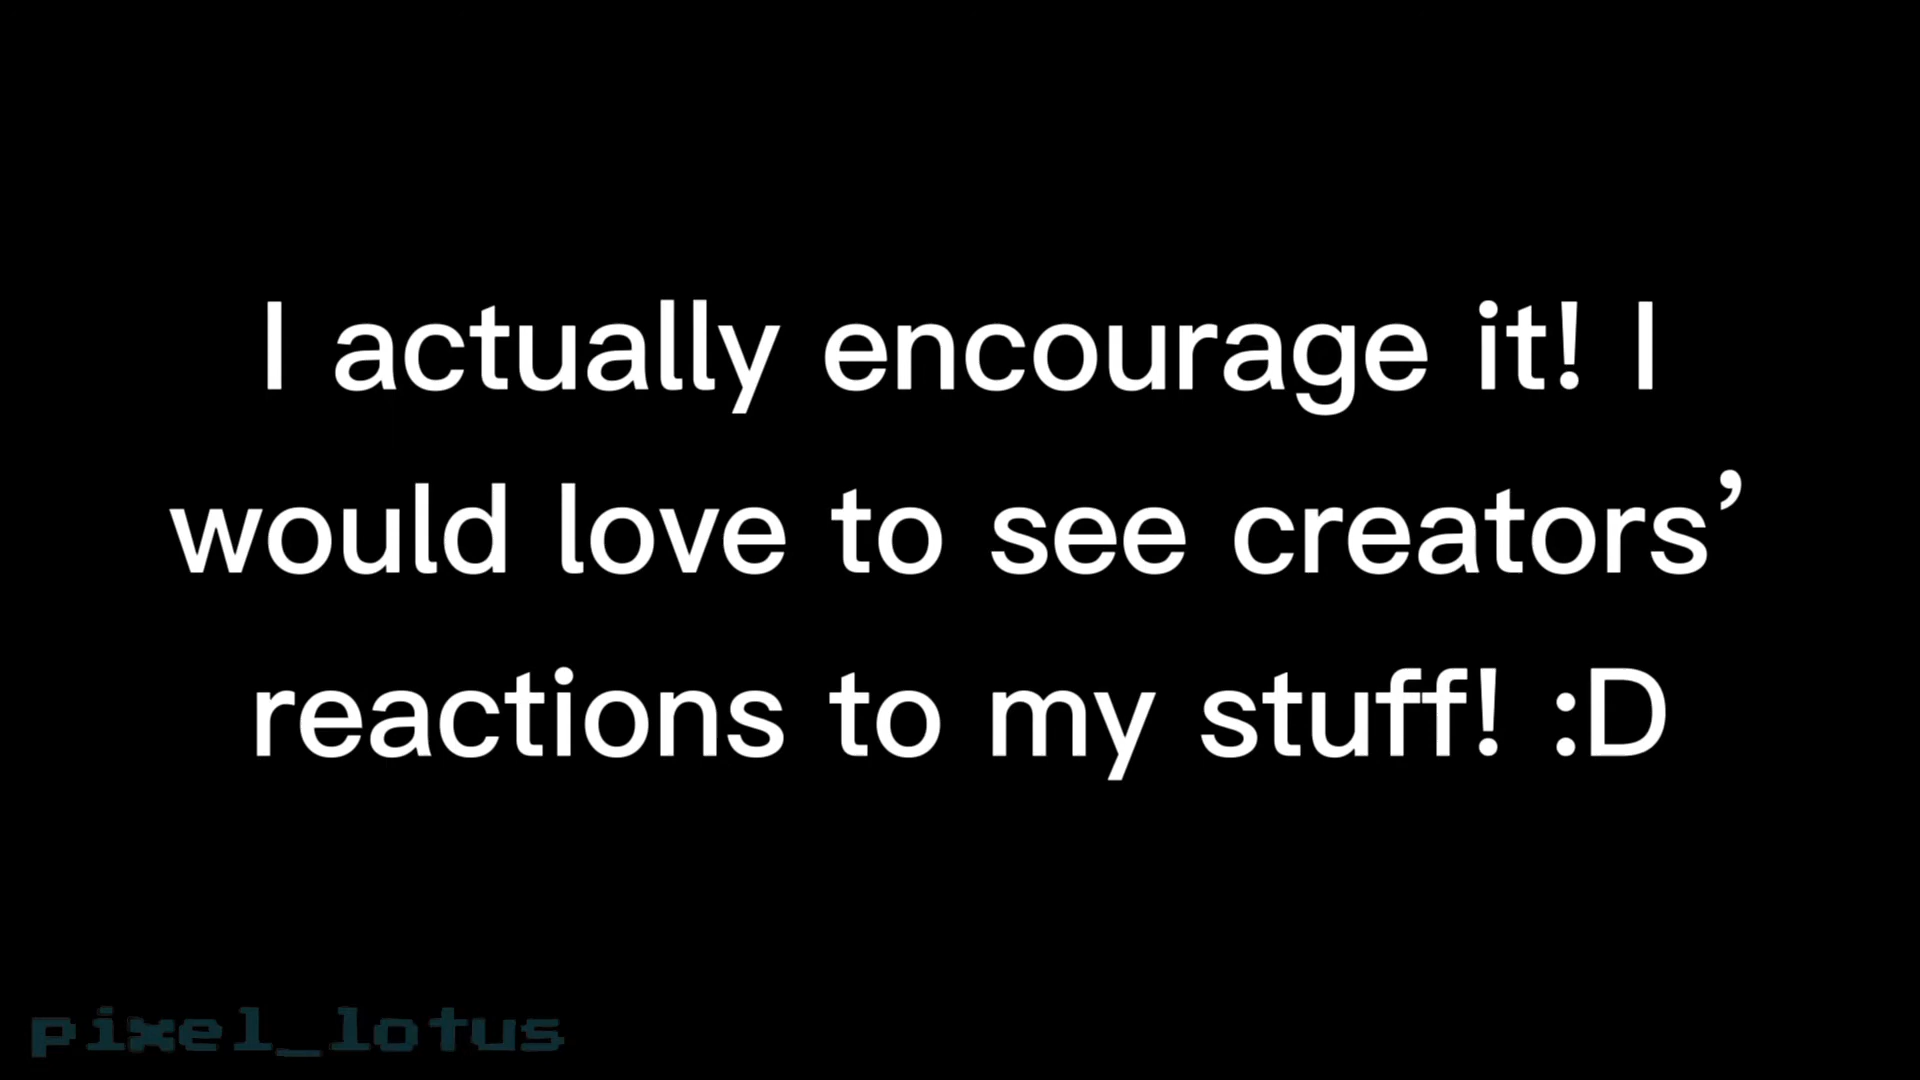 I actually encourage it! I
would love to see creators’
reactions to my stuff! :D
pixel_lotus